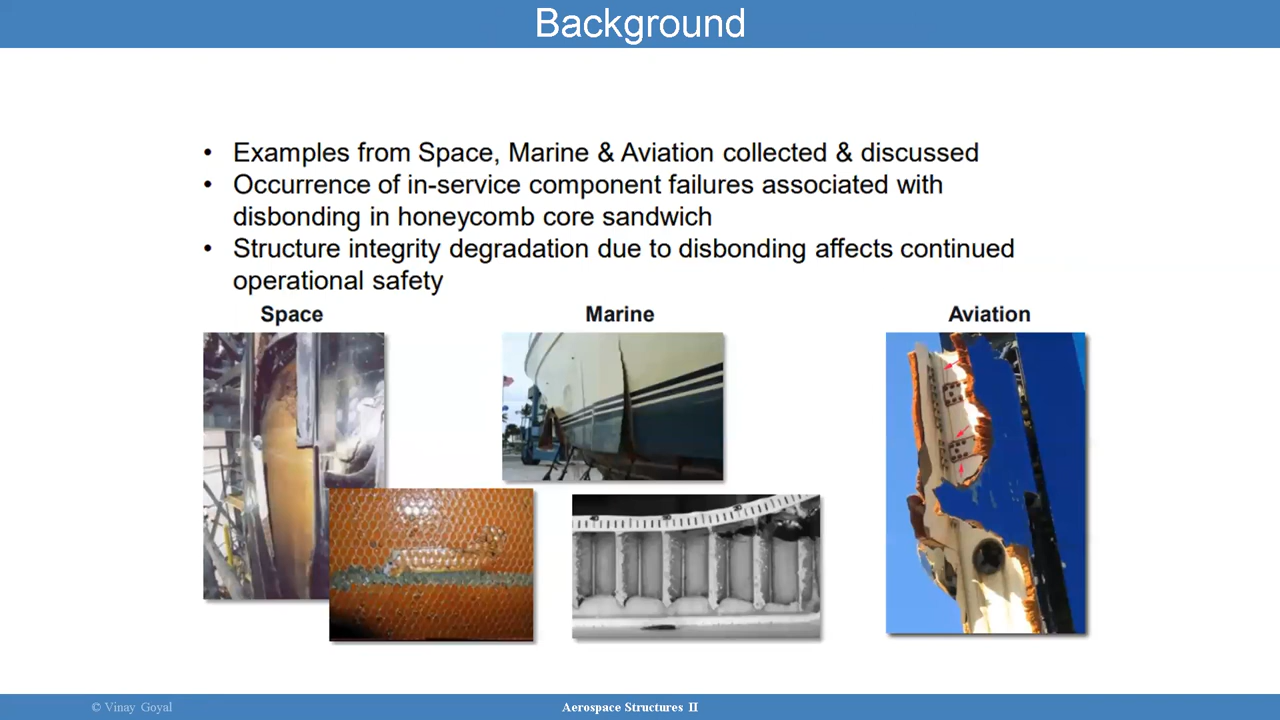 Background
• Examples from Space, Marine & Aviation collected & discussed
• Occurrence of in-service component failures associated with
disbonding in honeycomb core sandwich
• Structure integrity degradation due to disbonding affects continued
operational safety
Space
Marine
Aviation
© Vinay Goyal
Aerospace Structures II